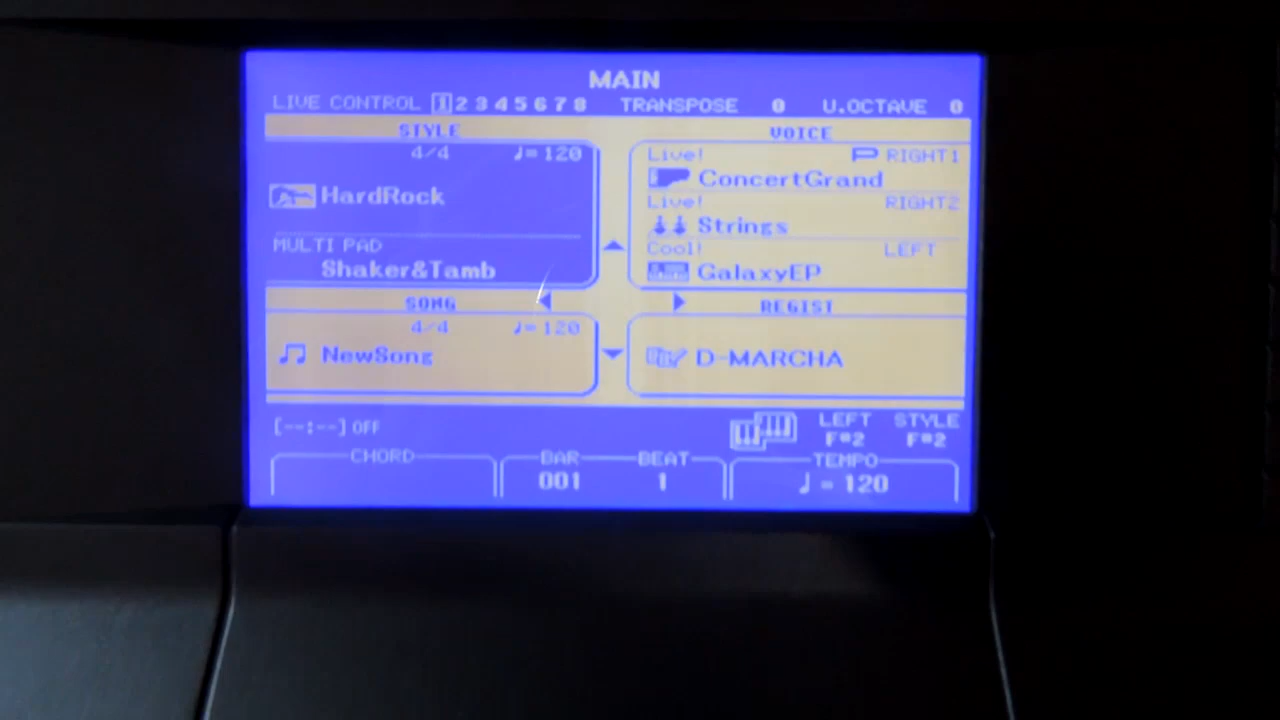 MAIN
LIVE CONTROL 1 2 3 4 5 6 7 8 TRANSPOSE 0 U.OCTAVE 0
STYLE
4/4 ♩= 120
HardRock
MULTI PAD
Shaker&Tamb
VOICE
Live! P RIGHT1
ConcertGrand
Live! RIGHT2
Strings
Cool! LEFT
GalaxyEP
SONG
4/4 ♩= 120
NewSong
REGIST
D-MARCHA
[--:--] OFF
LEFT STYLE
F#2 F#2
CHORD
BAR BEAT
001 1
TEMPO
♩ = 120